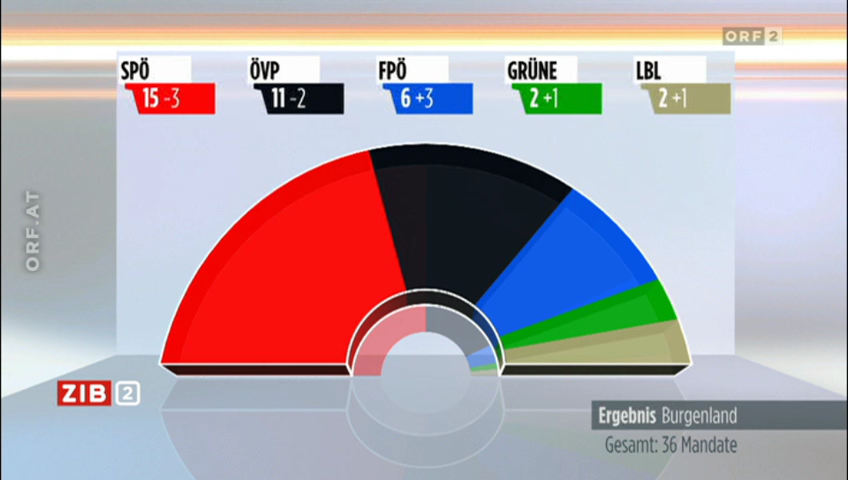 ORF 2
SPÖ
15 -3
ÖVP
11 -2
FPÖ
6 +3
GRÜNE
2 +1
LBL
2 +1
ORF.AT
ZIB 2
Ergebnis Burgenland
Gesamt: 36 Mandate